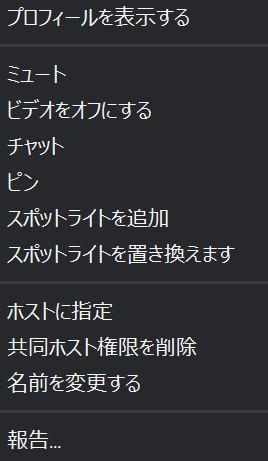 プロフィールを表示する
ミュート
ビデオをオフにする
チャット
ピン
スポットライトを追加
スポットライトを置き換えます
ホストに指定
共同ホスト権限を削除
名前を変更する
報告...